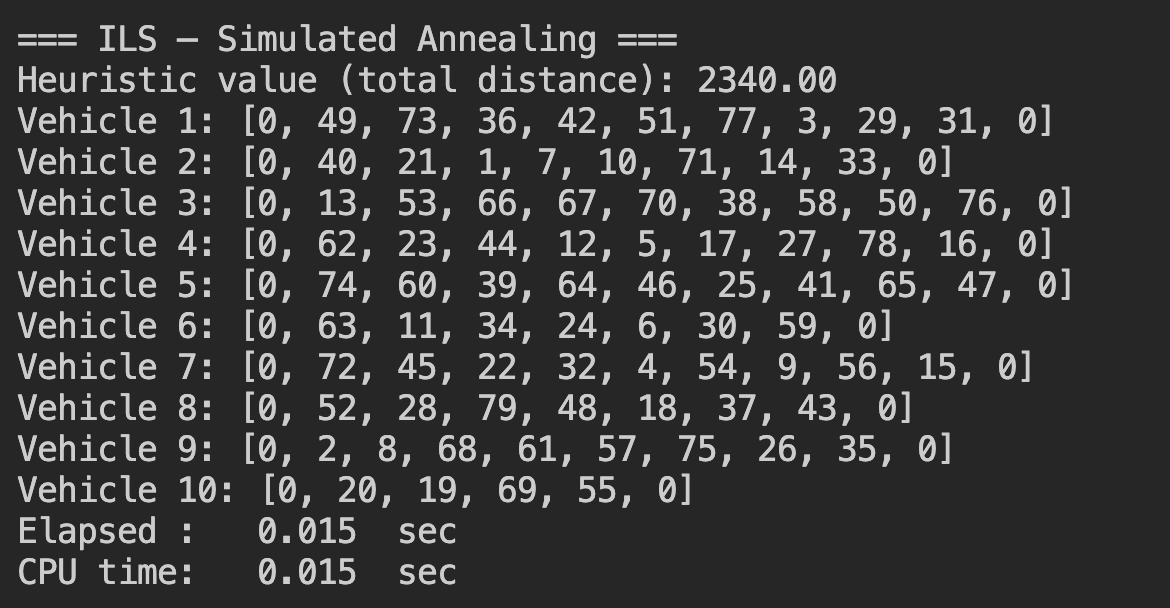 === ILS – Simulated Annealing ===
Heuristic value (total distance): 2340.00
Vehicle 1: [0, 49, 73, 36, 42, 51, 77, 3, 29, 31, 0]
Vehicle 2: [0, 40, 21, 1, 7, 10, 71, 14, 33, 0]
Vehicle 3: [0, 13, 53, 66, 67, 70, 38, 58, 50, 76, 0]
Vehicle 4: [0, 62, 23, 44, 12, 5, 17, 27, 78, 16, 0]
Vehicle 5: [0, 74, 60, 39, 64, 46, 25, 41, 65, 47, 0]
Vehicle 6: [0, 63, 11, 34, 24, 6, 30, 59, 0]
Vehicle 7: [0, 72, 45, 22, 32, 4, 54, 9, 56, 15, 0]
Vehicle 8: [0, 52, 28, 79, 48, 18, 37, 43, 0]
Vehicle 9: [0, 2, 8, 68, 61, 57, 75, 26, 35, 0]
Vehicle 10: [0, 20, 19, 69, 55, 0]
Elapsed :   0.015  sec
CPU time:   0.015  sec